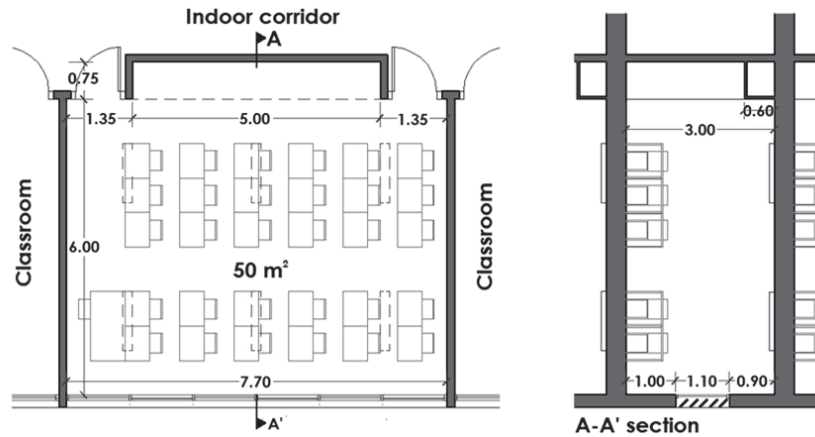 Indoor corridor
A
0.75
1.35
5.00
1.35
Classroom
6.00
50 m²
Classroom
7.70
A'
0.60
3.00
1.00
1.10
0.90
A-A' section